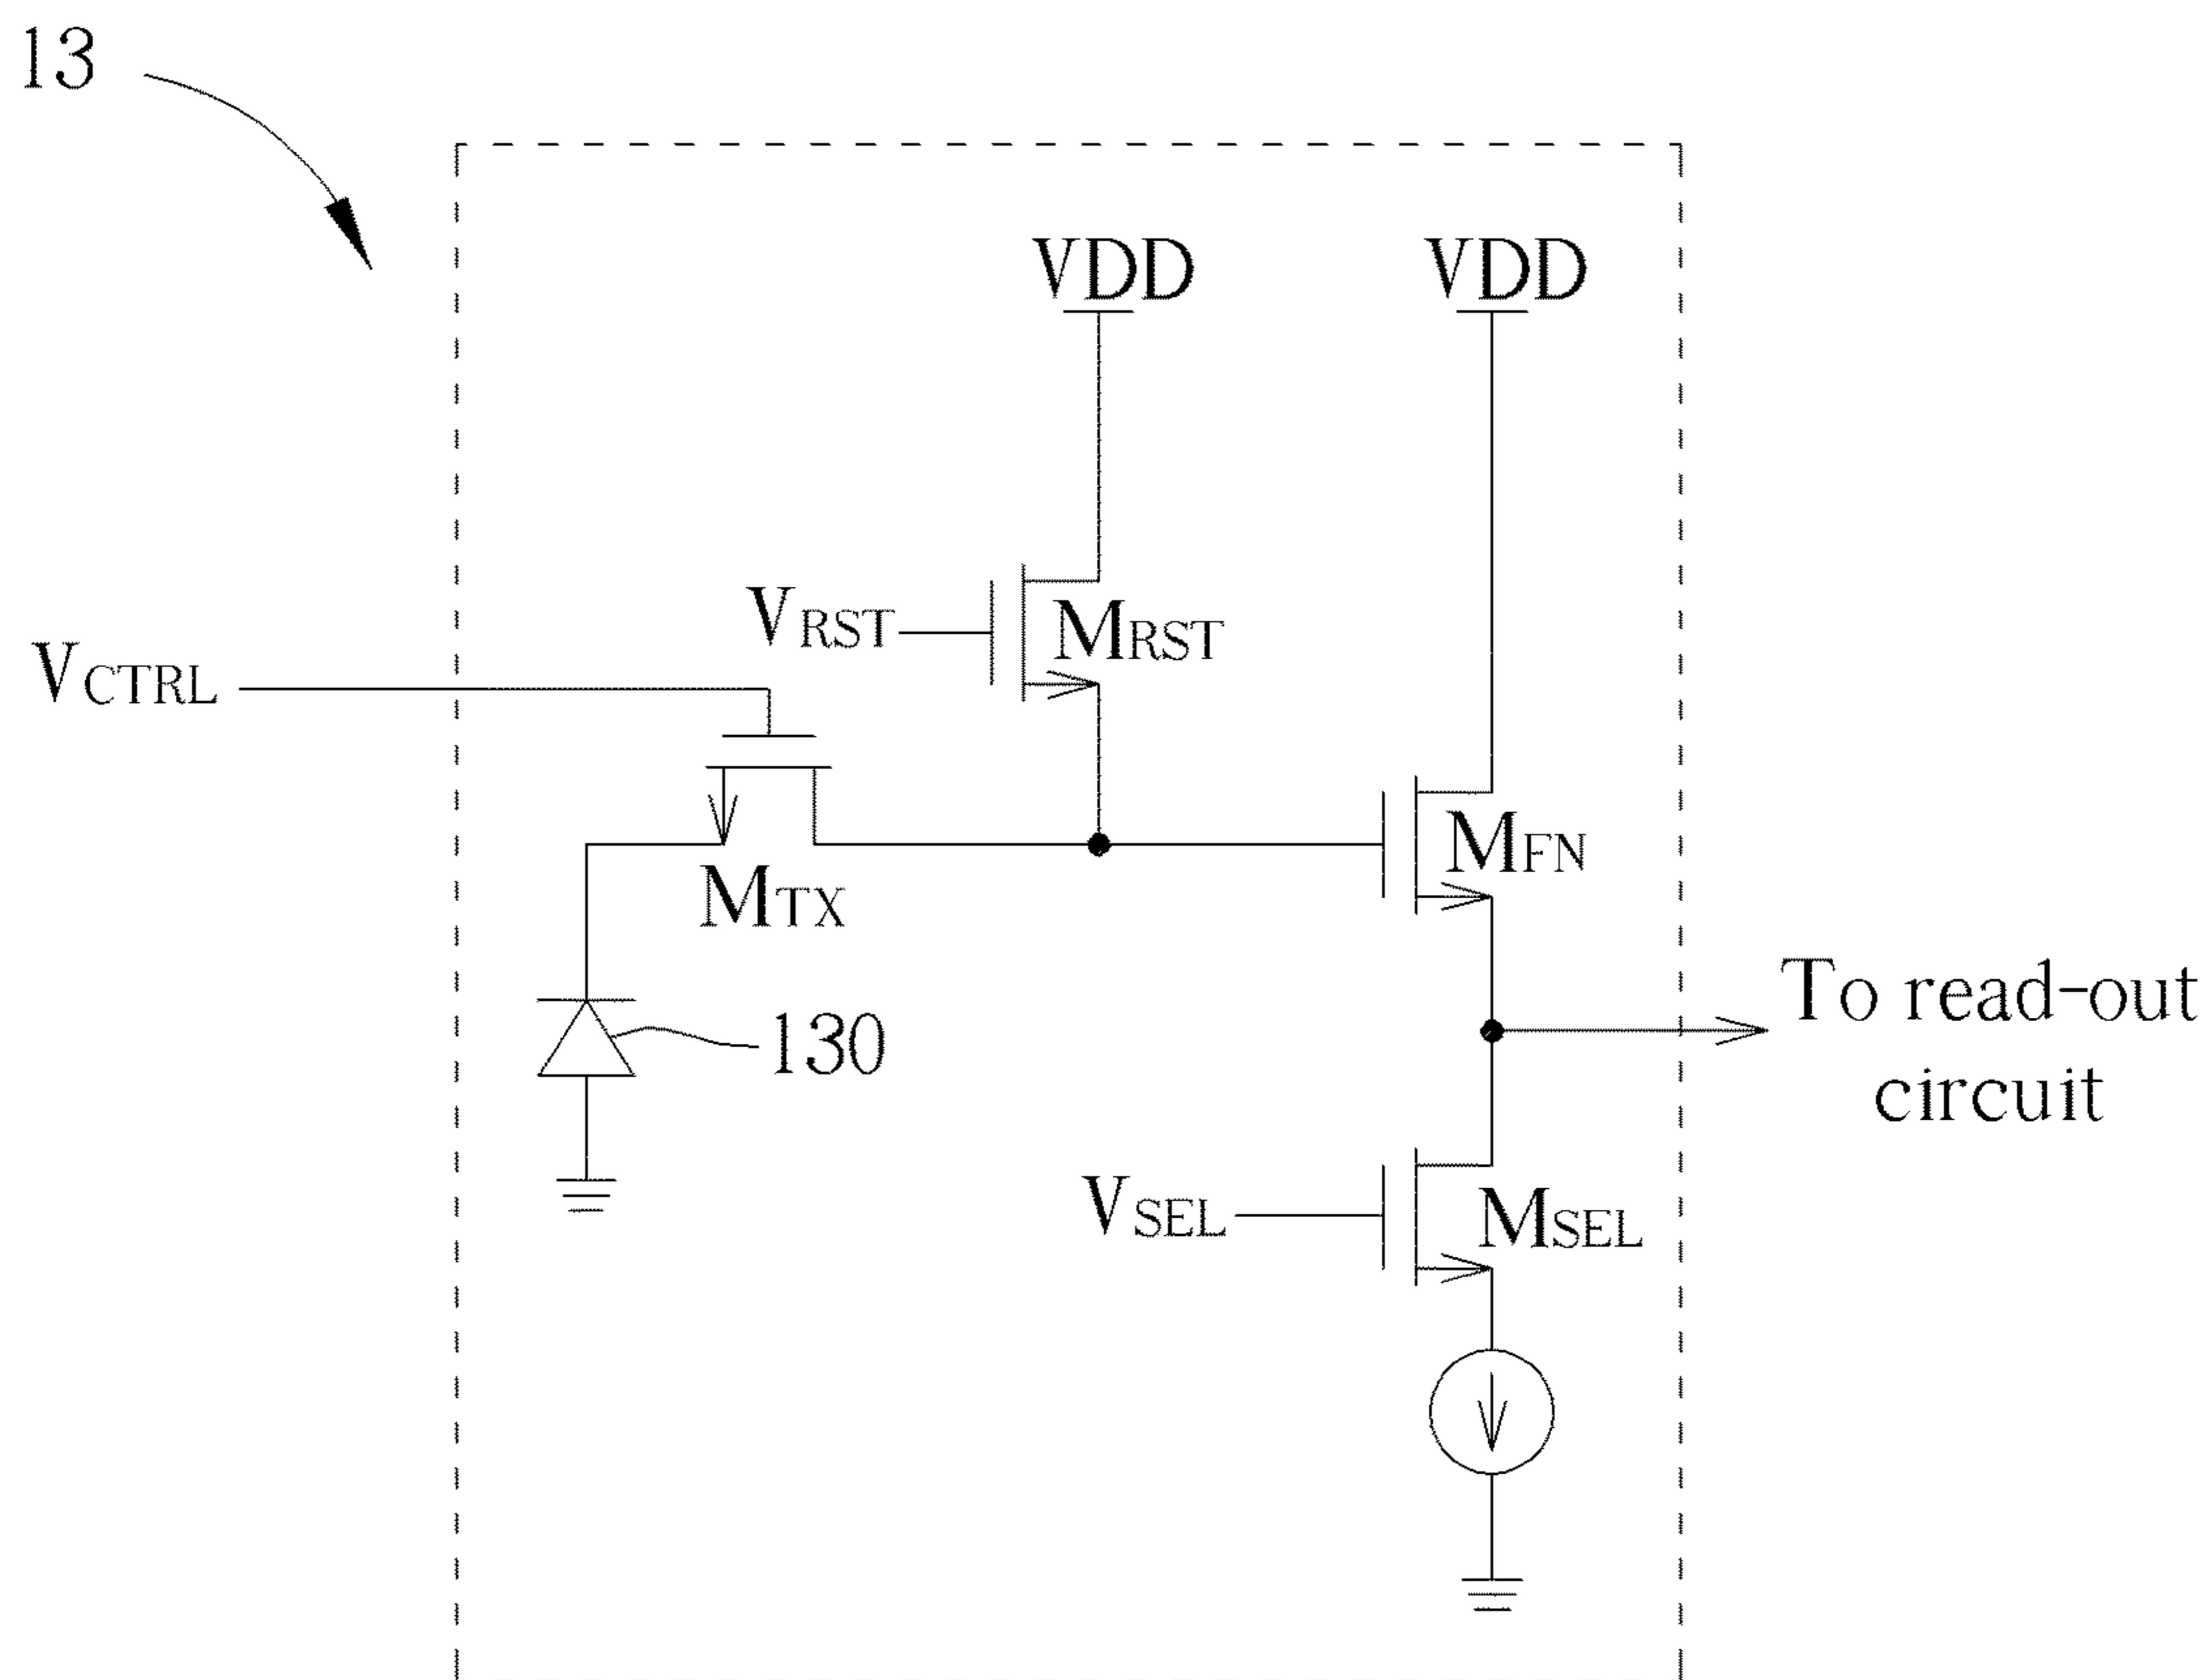 13
VDD
VDD
VRST
MRST
VCTRL
MFN
MTX
To read-out
circuit
130
VSEL
MSEL